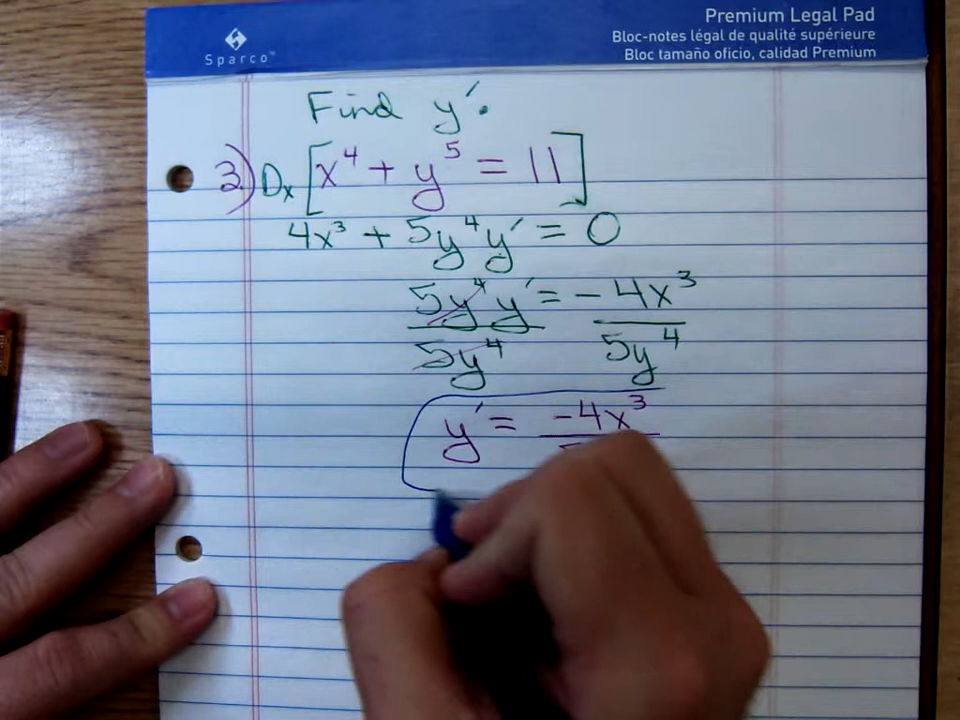 Premium Legal Pad
Bloc-notes légal de qualité supérieure
Bloc tamaño oficio, calidad Premium
Sparco™
Find y′.
3) Dx [x⁴ + y⁵ = 11]
4x³ + 5y⁴y′ = 0
5y⁴y′ = -4x³
5y⁴ 5y⁴
y′ = -4x³